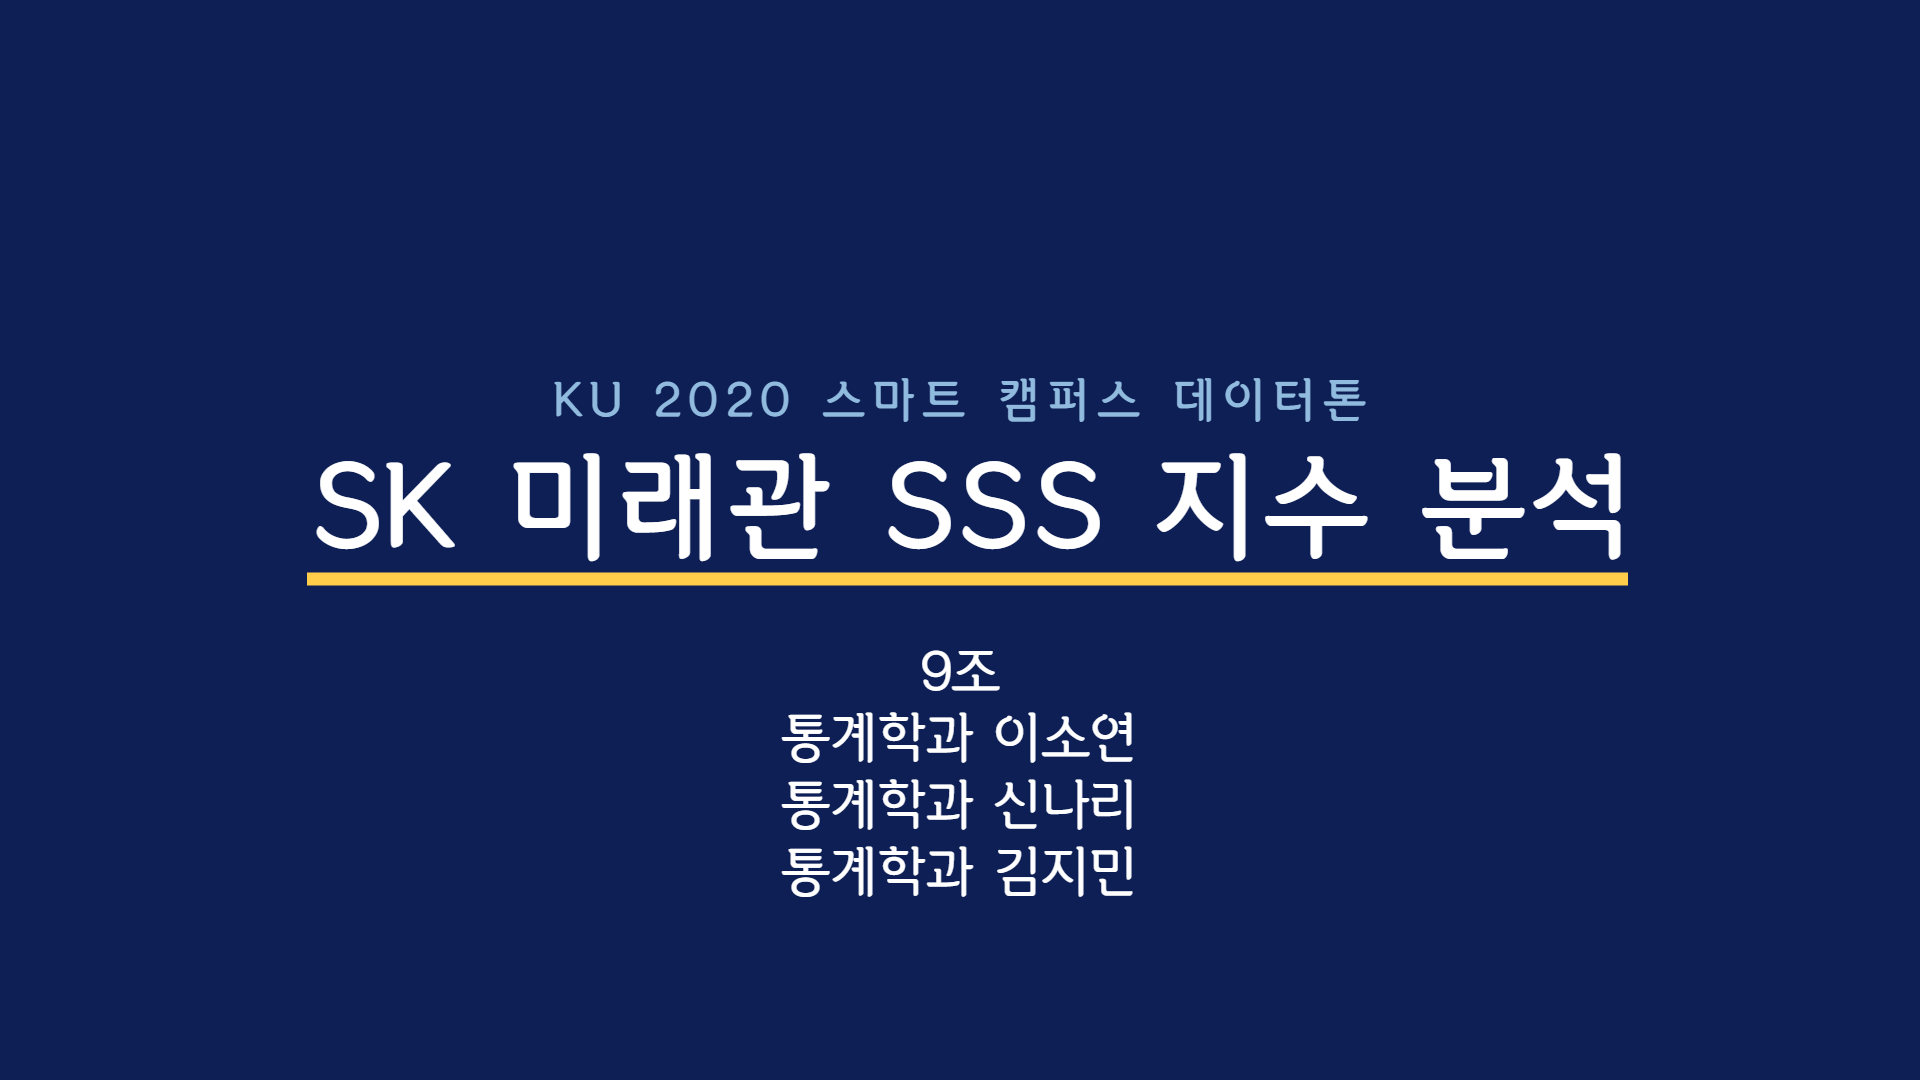 KU 2020 스마트 캠퍼스 데이터톤
SK 미래관 SSS 지수 분석
9조
통계학과 이소연
통계학과 신나리
통계학과 김지민